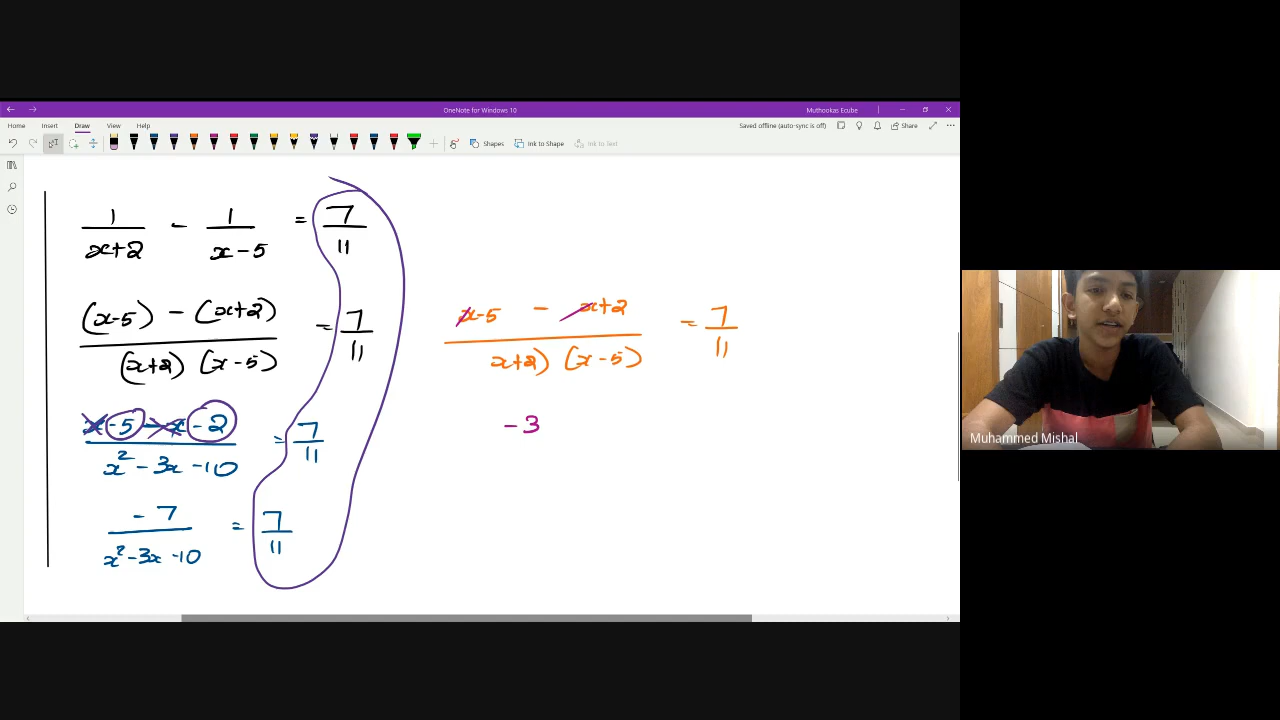 OneNote for Windows 10
Muthookas Ecube
Home Insert Draw View Help
Saved offline (auto-sync is off)
Share
Shapes
Ink to Shape
Ink to Text
1/(x+2) - 1/(x-5) = 7/11
((x-5) - (x+2))/((x+2) (x-5)) = 7/11
(x-5-x-2)/(x²-3x-10) = 7/11
-7/(x²-3x-10) = 7/11
(x-5 - x+2)/(x+2) (x-5) = 7/11
-3
Muhammed Mishal